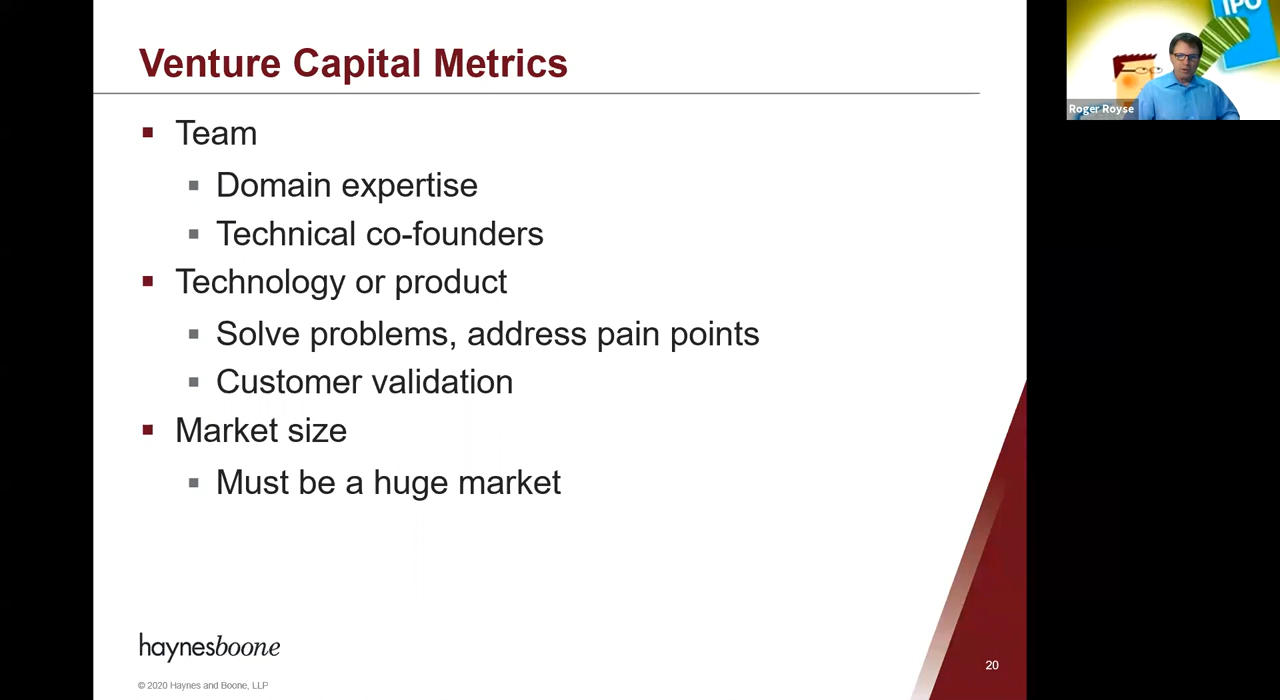 Venture Capital Metrics
Team
Domain expertise
Technical co-founders
Technology or product
Solve problems, address pain points
Customer validation
Market size
Must be a huge market
haynesboone
© 2020 Haynes and Boone, LLP
20
IPO
Roger Royse